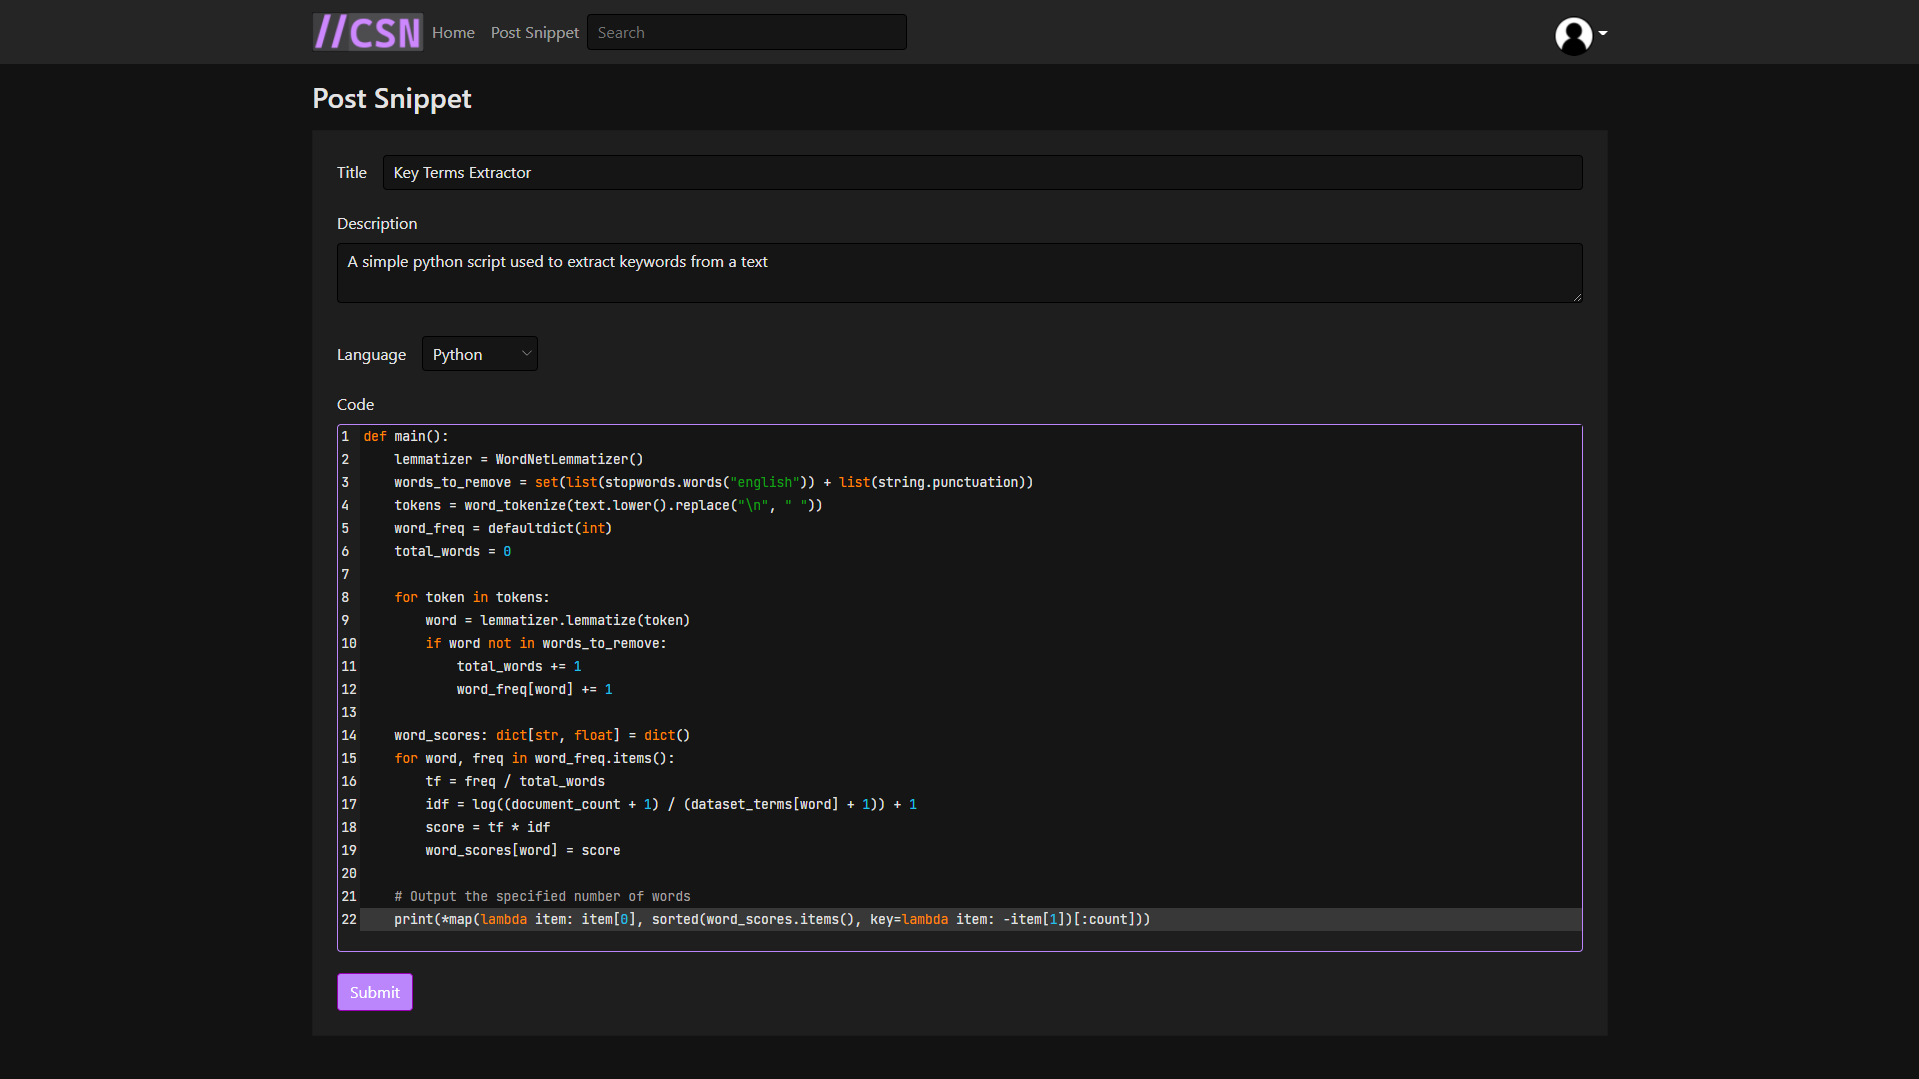 //CSN Home Post Snippet Search
Post Snippet
Title Key Terms Extractor
Description
A simple python script used to extract keywords from a text
Language Python
Code
1 def main():
2     lemmatizer = WordNetLemmatizer()
3     words_to_remove = set(list(stopwords.words("english")) + list(string.punctuation))
4     tokens = word_tokenize(text.lower().replace("\n", " "))
5     word_freq = defaultdict(int)
6     total_words = 0
7
8     for token in tokens:
9         word = lemmatizer.lemmatize(token)
10         if word not in words_to_remove:
11             total_words += 1
12             word_freq[word] += 1
13
14     word_scores: dict[str, float] = dict()
15     for word, freq in word_freq.items():
16         tf = freq / total_words
17         idf = log((document_count + 1) / (dataset_terms[word] + 1)) + 1
18         score = tf * idf
19         word_scores[word] = score
20
21     # Output the specified number of words
22     print(*map(lambda item: item[0], sorted(word_scores.items(), key=lambda item: -item[1])[:count]))
Submit